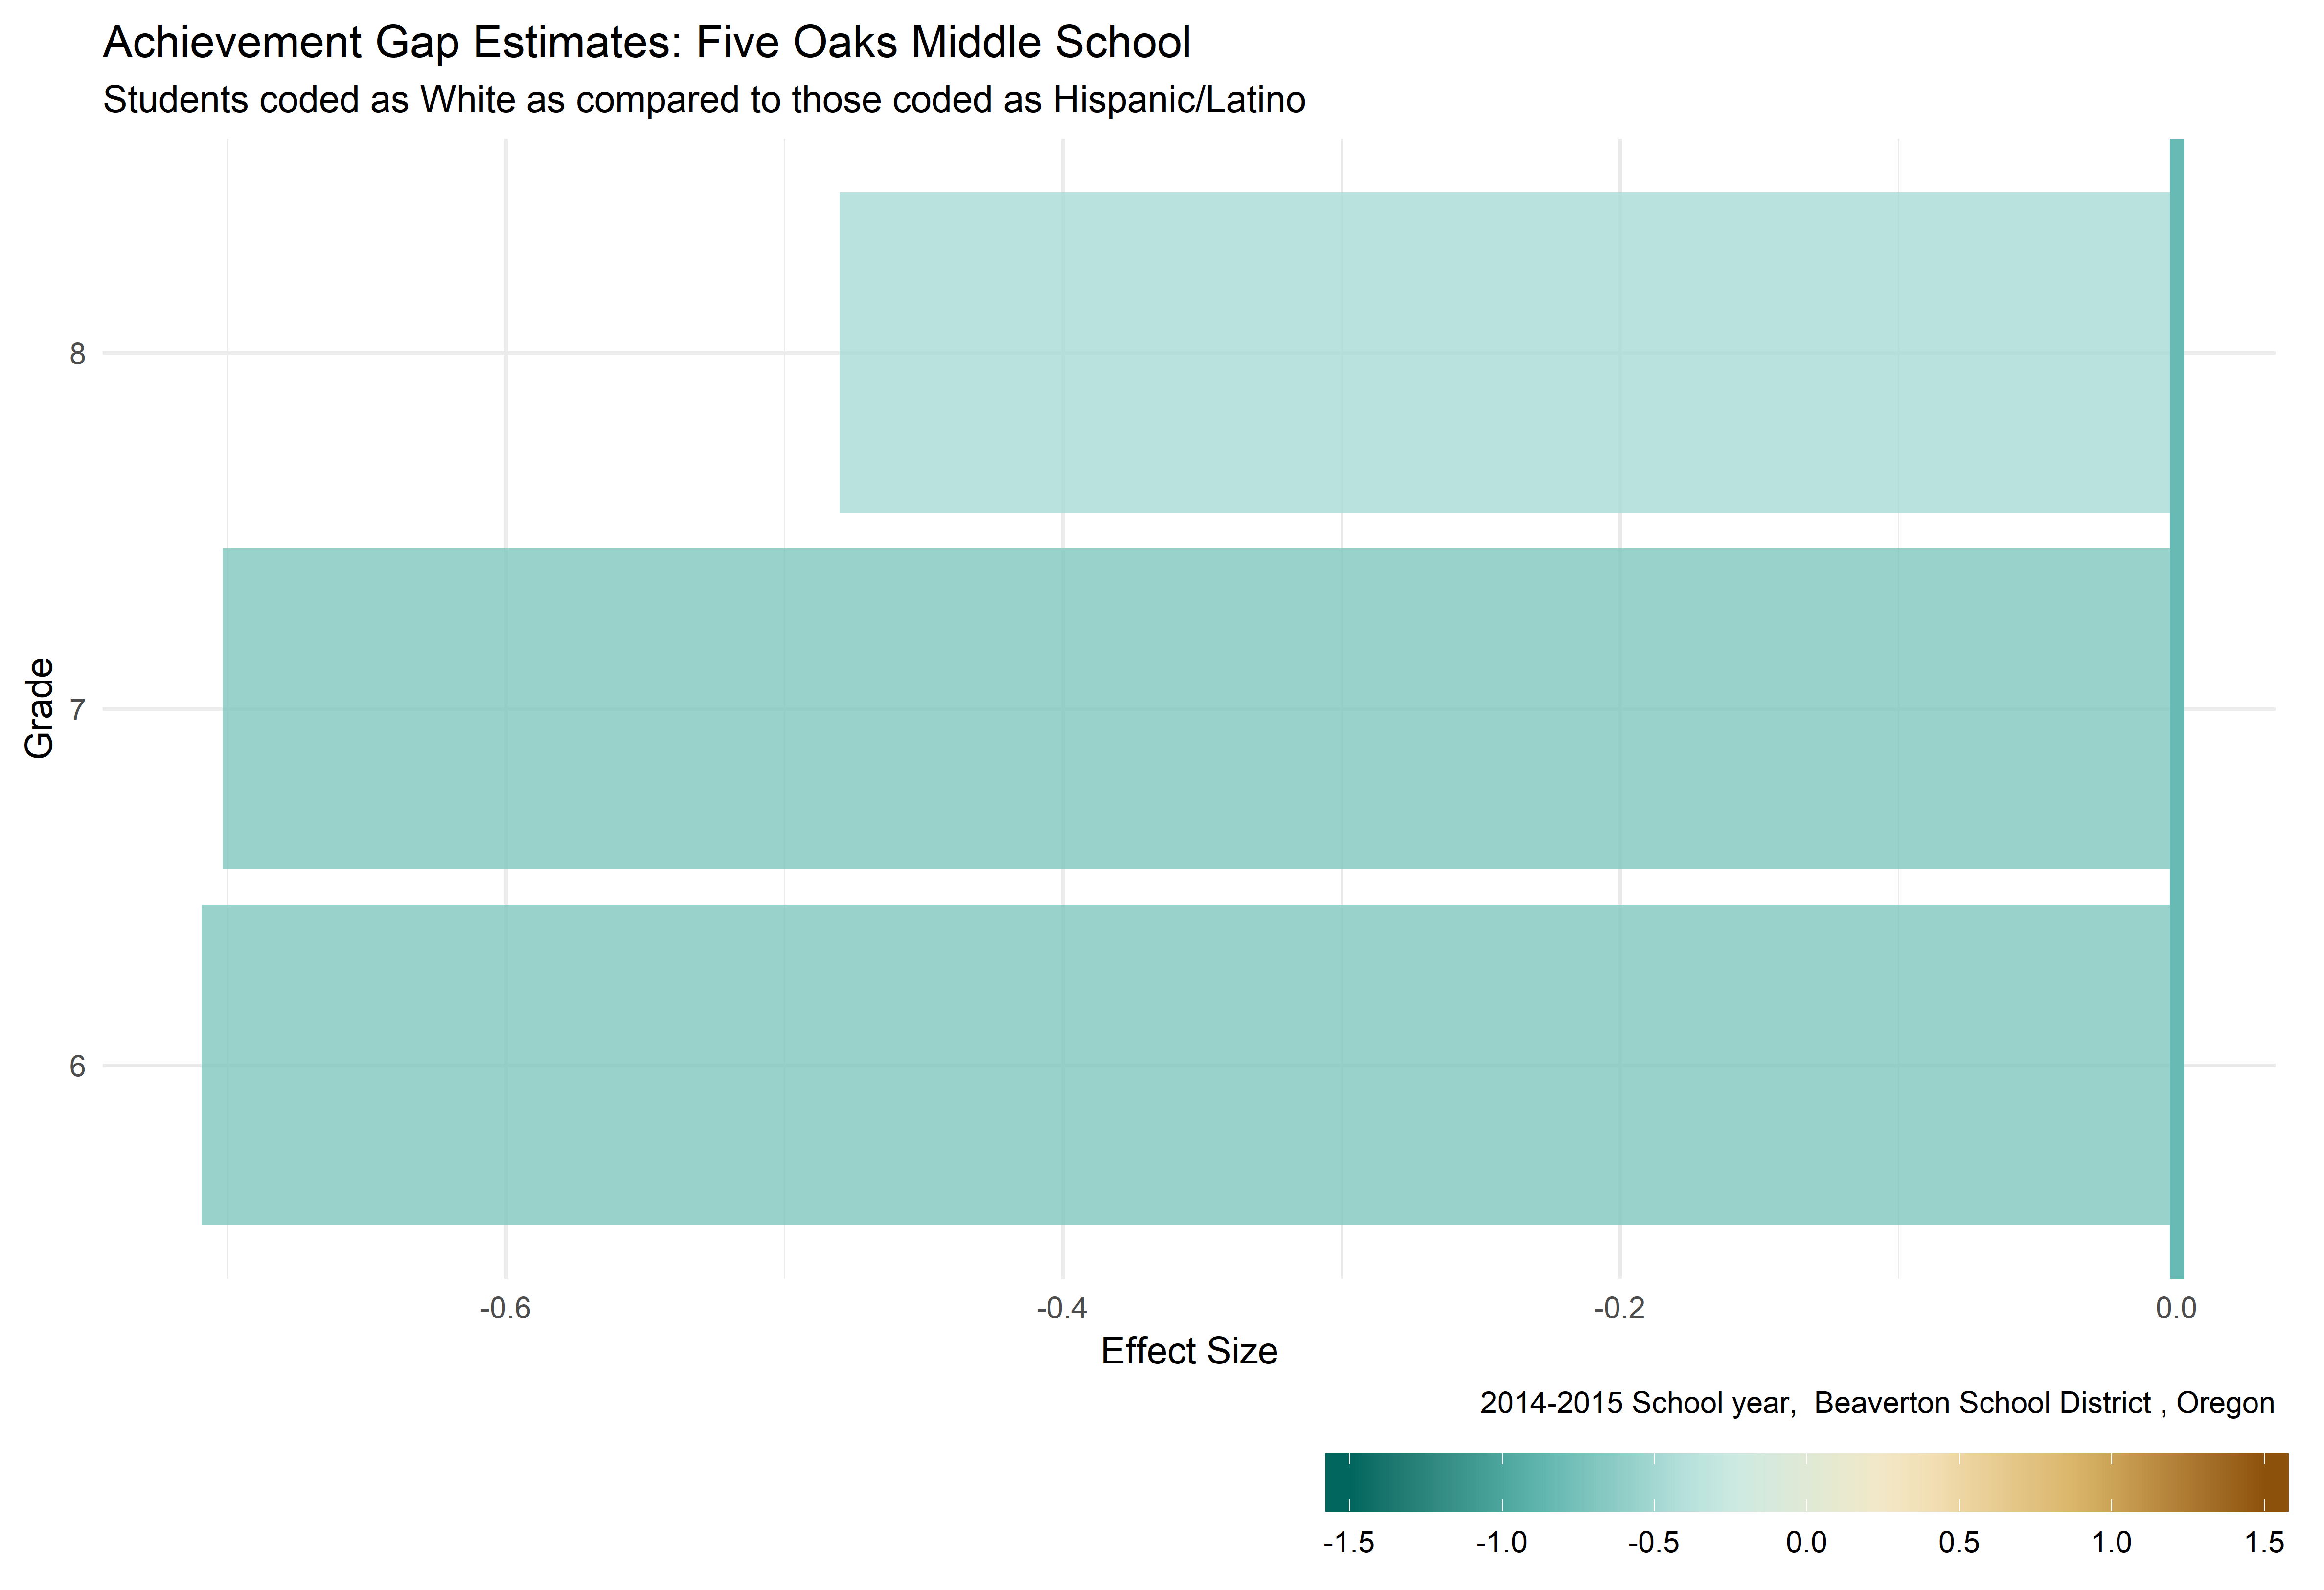 Achievement Gap Estimates: Five Oaks Middle School
Students coded as White as compared to those coded as Hispanic/Latino
8
7
6
Grade
-0.6 -0.4 -0.2 0.0
Effect Size
2014-2015 School year,  Beaverton School District , Oregon
-1.5 -1.0 -0.5 0.0 0.5 1.0 1.5